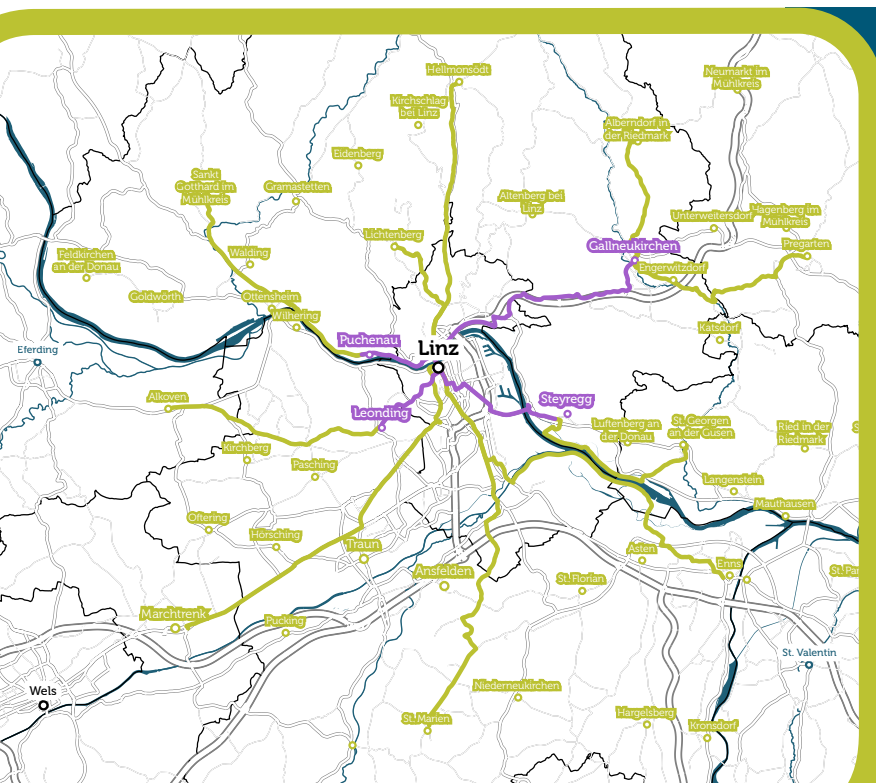 Hellmonsödt
Neumarkt im
Mühlkreis
Kirchschlag
bei Linz
Alberndorf in
der Riedmark
Eidenberg
Sankt
Gotthard im
Mühlkreis
Gramastetten
Altenberg bei
Linz
Unterweitersdorf
Hagenberg im
Mühlkreis
Lichtenberg
Gallneukirchen
Pregarten
Feldkirchen
an der Donau
Walding
Engerwitzdorf
Goldwörth
Ottensheim
Wilhering
Katsdorf
Puchenau
Linz
Eferding
Alkoven
Leonding
Steyregg
Luftenberg an
der Donau
St. Georgen
an der Gusen
Ried in der
Riedmark
S
Kirchberg
Pasching
Langenstein
Mauthausen
Oftering
Hörsching
Traun
Asten
Enns
Ansfelden
St. Florian
St. Pan
Marchtrenk
Pucking
St. Valentin
Wels
Niederneukirchen
St. Marien
Hargelsberg
Kronsdorf